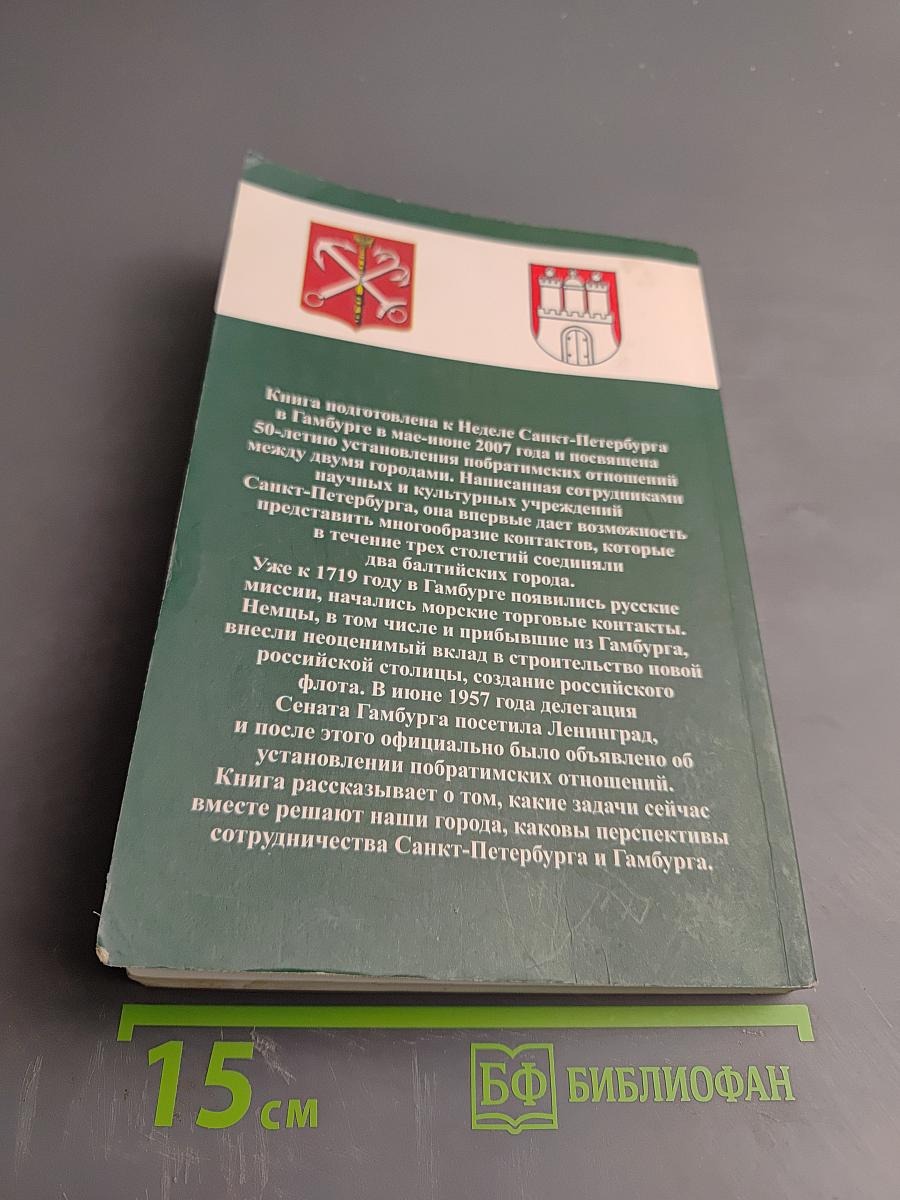 Книга подготовлена к Неделе Санкт-Петербурга
в Гамбурге в мае-июне 2007 года и посвящена
50-летию установления побратимских отношений
между двумя городами. Написанная сотрудниками
научных и культурных учреждений
Санкт-Петербурга, она впервые дает возможность
представить многообразие контактов, которые
в течение трех столетий соединяли
два балтийских города.
Уже к 1719 году в Гамбурге появились русские
миссии, начались морские торговые контакты.
Немцы, в том числе и прибывшие из Гамбурга,
внесли неоценимый вклад в строительство новой
российской столицы, создание российского
флота. В июне 1957 года делегация
Сената Гамбурга посетила Ленинград,
и после этого официально было объявлено об
установлении побратимских отношений.
Книга рассказывает о том, какие задачи сейчас
вместе решают наши города, каковы перспективы
сотрудничества Санкт-Петербурга и Гамбурга.
15 см
БФ БИБЛИОФАН